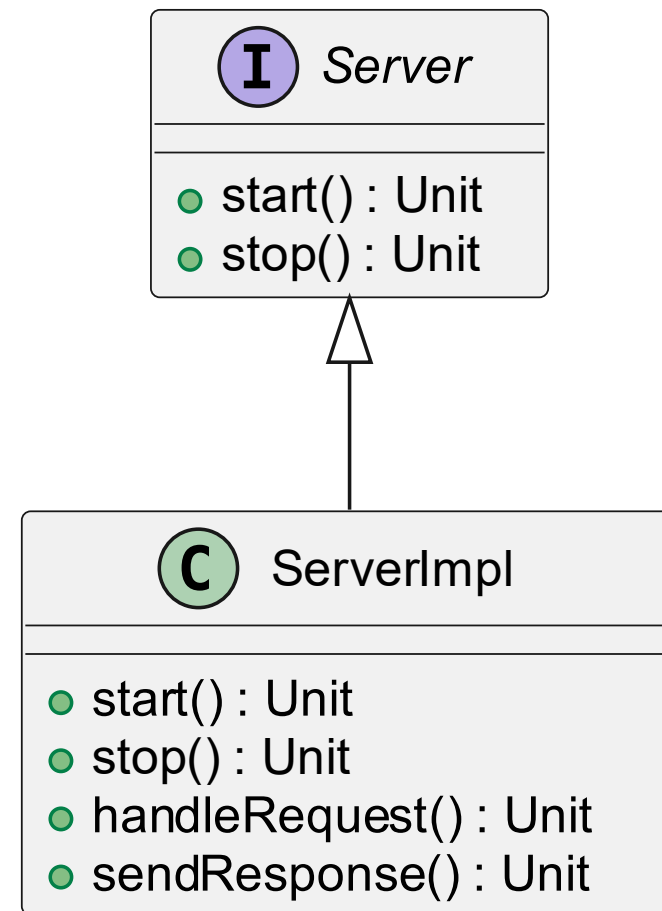 I Server
start() : Unit
stop() : Unit
C ServerImpl
start() : Unit
stop() : Unit
handleRequest() : Unit
sendResponse() : Unit